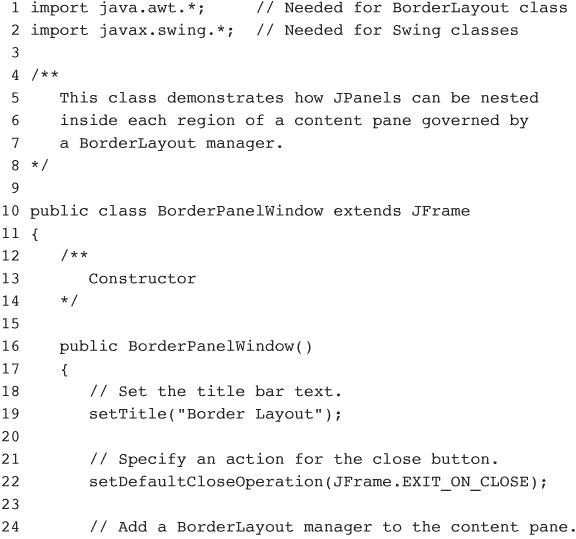 1 import java.awt.*;     // Needed for BorderLayout class
2 import javax.swing.*;  // Needed for Swing classes
3
4 /**
5    This class demonstrates how JPanels can be nested
6    inside each region of a content pane governed by
7    a BorderLayout manager.
8 */
9
10 public class BorderPanelWindow extends JFrame
11 {
12    /**
13       Constructor
14    */
15
16    public BorderPanelWindow()
17    {
18       // Set the title bar text.
19       setTitle("Border Layout");
20
21       // Specify an action for the close button.
22       setDefaultCloseOperation(JFrame.EXIT_ON_CLOSE);
23
24       // Add a BorderLayout manager to the content pane.